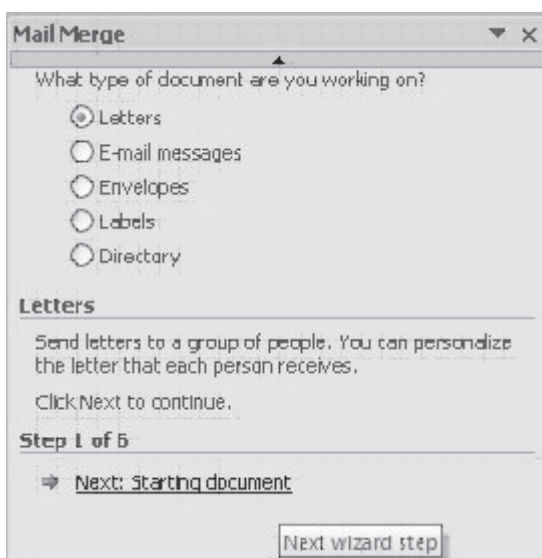 Mail Merge
What type of document are you working on?
Letters
E-mail messages
Envelopes
Labels
Directory
Letters
Send letters to a group of people. You can personalize
the letter that each person receives.
Click Next to continue.
Step 1 of 6
Next: Starting document
Next wizard step